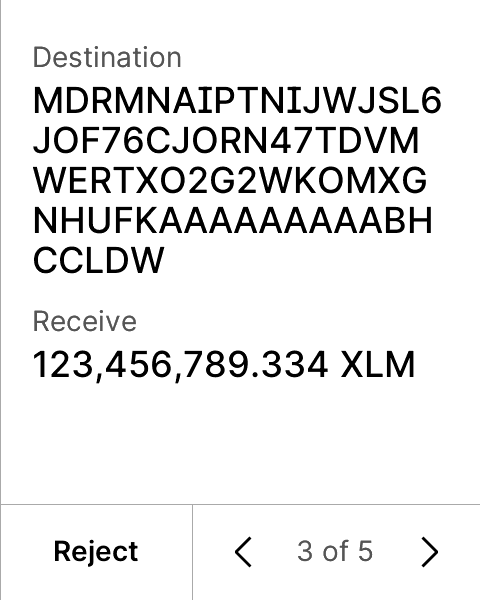 Destination
MDRMNAIPTNIJWJSL6
JOF76CJORN47TDVM
WERTXO2G2WKOMXG
NHUFKAAAAAAAAABH
CCLDW
Receive
123,456,789.334 XLM
Reject
3 of 5